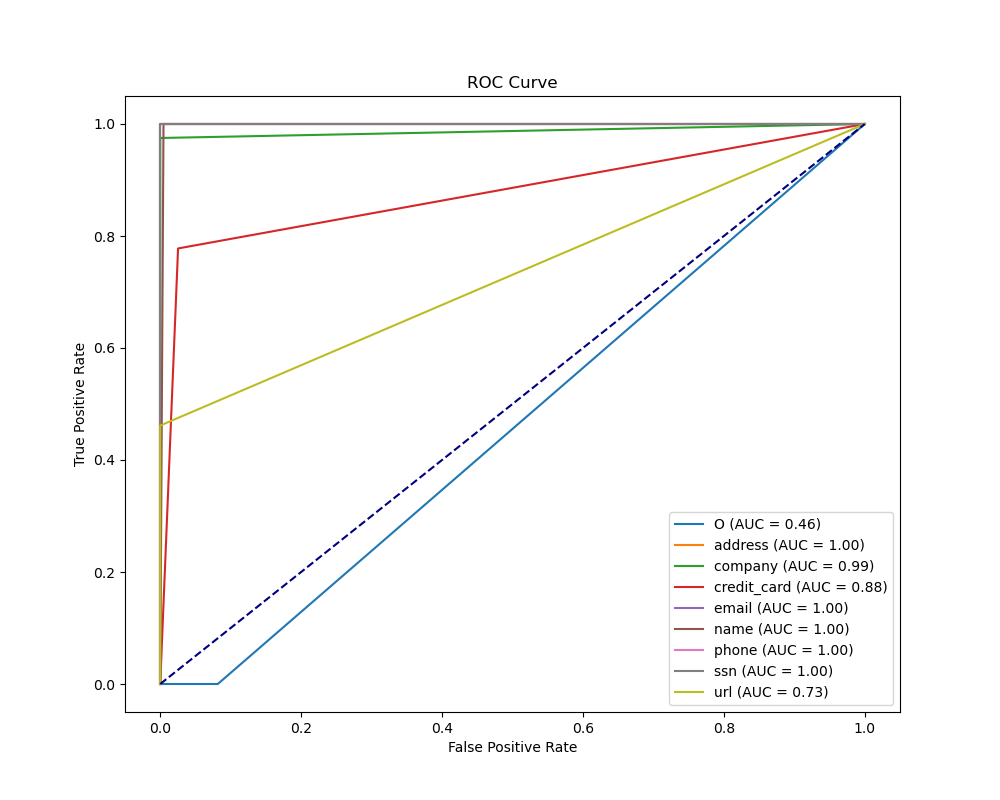 ROC Curve
1.0
0.8
0.6
0.4
0.2
0.0
True Positive Rate
O (AUC = 0.46)
address (AUC = 1.00)
company (AUC = 0.99)
credit_card (AUC = 0.88)
email (AUC = 1.00)
name (AUC = 1.00)
phone (AUC = 1.00)
ssn (AUC = 1.00)
url (AUC = 0.73)
0.0 0.2 0.4 0.6 0.8 1.0
False Positive Rate